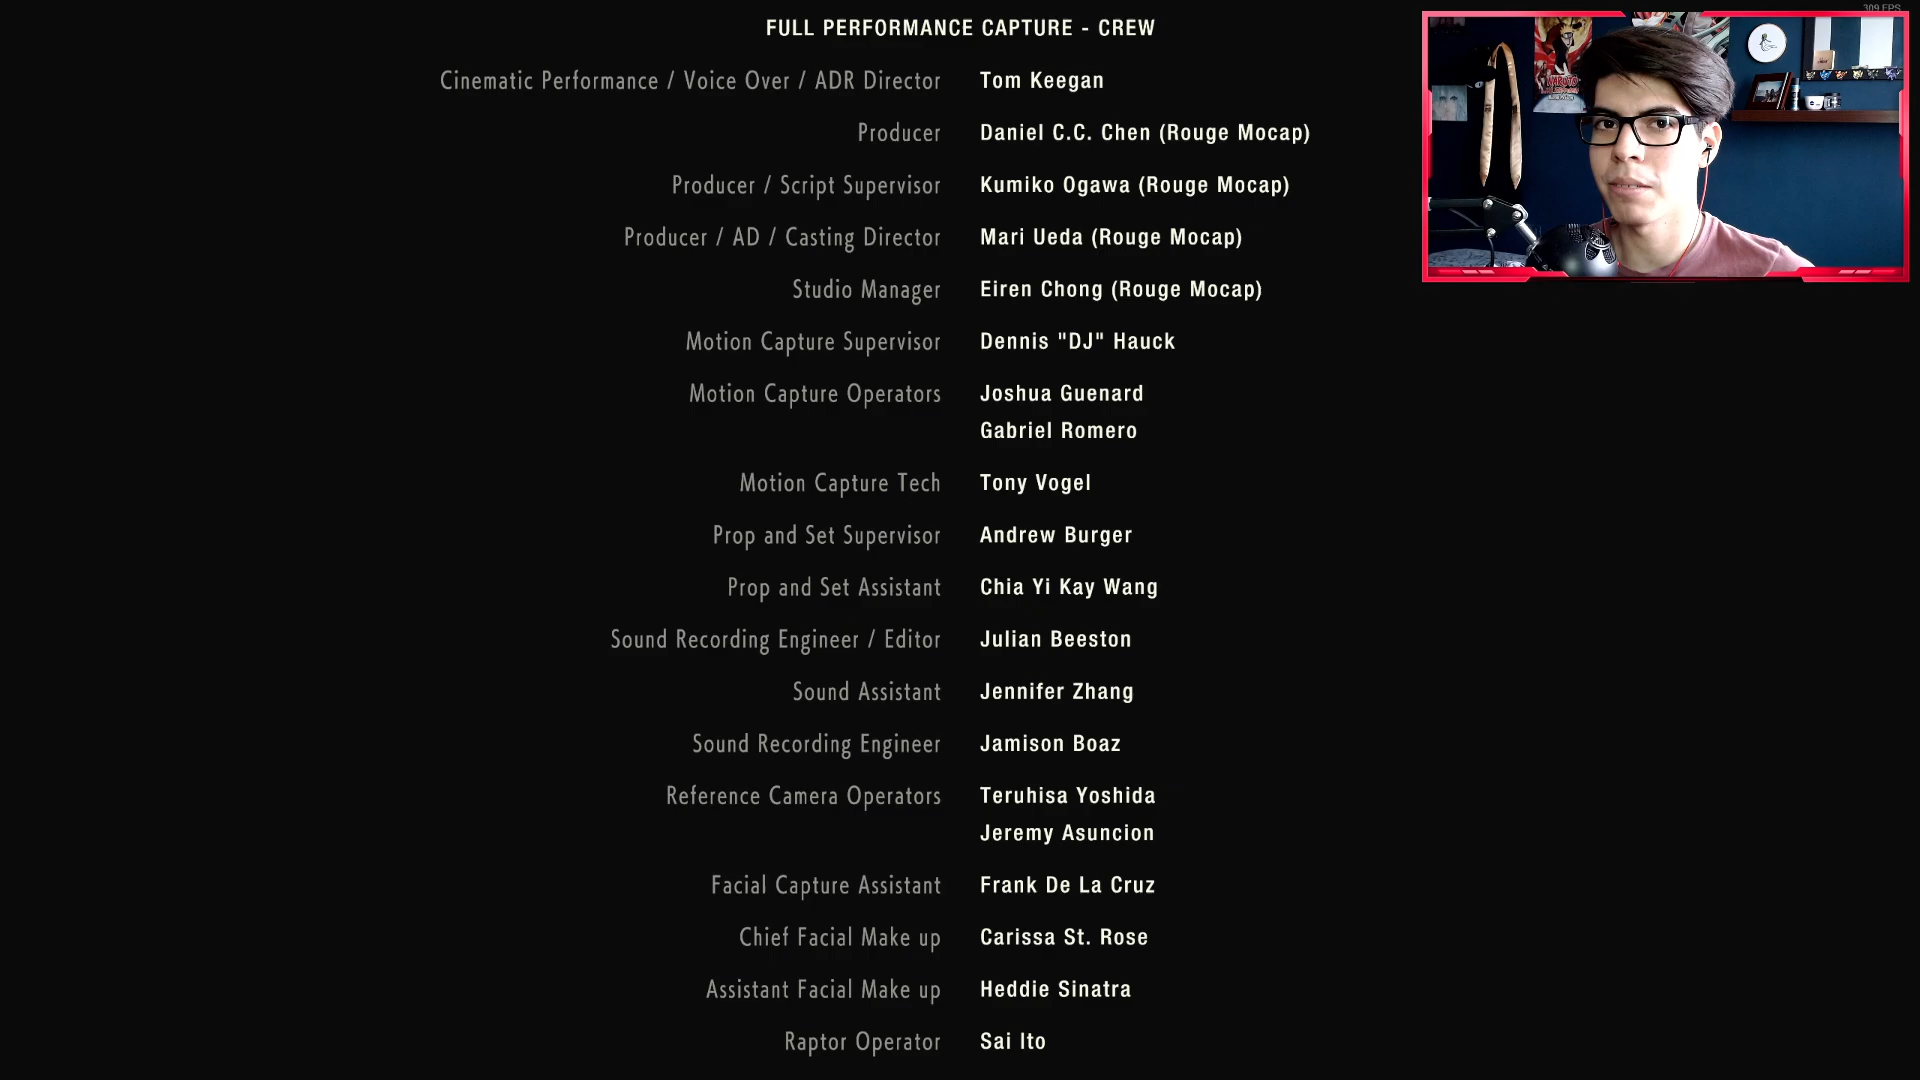 309 FPS
FULL PERFORMANCE CAPTURE - CREW
Cinematic Performance / Voice Over / ADR Director Tom Keegan
Producer Daniel C.C. Chen (Rouge Mocap)
Producer / Script Supervisor Kumiko Ogawa (Rouge Mocap)
Producer / AD / Casting Director Mari Ueda (Rouge Mocap)
Studio Manager Eiren Chong (Rouge Mocap)
Motion Capture Supervisor Dennis "DJ" Hauck
Motion Capture Operators Joshua Guenard
Gabriel Romero
Motion Capture Tech Tony Vogel
Prop and Set Supervisor Andrew Burger
Prop and Set Assistant Chia Yi Kay Wang
Sound Recording Engineer / Editor Julian Beeston
Sound Assistant Jennifer Zhang
Sound Recording Engineer Jamison Boaz
Reference Camera Operators Teruhisa Yoshida
Jeremy Asuncion
Facial Capture Assistant Frank De La Cruz
Chief Facial Make up Carissa St. Rose
Assistant Facial Make up Heddie Sinatra
Raptor Operator Sai Ito
NARUTO